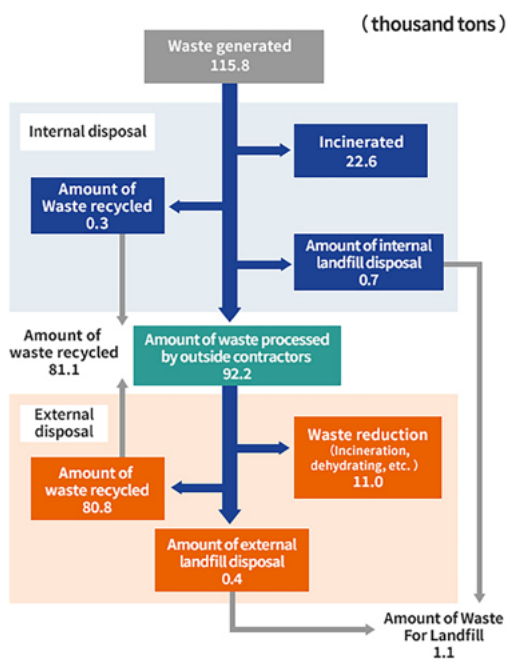 (thousand tons)
Waste generated
115.8
Internal disposal
Incinerated
22.6
Amount of
Waste recycled
0.3
Amount of internal
landfill disposal
0.7
Amount of
waste recycled
81.1
Amount of waste processed
by outside contractors
92.2
External
disposal
Waste reduction
(Incineration,
dehydrating, etc.)
11.0
Amount of
waste recycled
80.8
Amount of external
landfill disposal
0.4
Amount of Waste
For Landfill
1.1